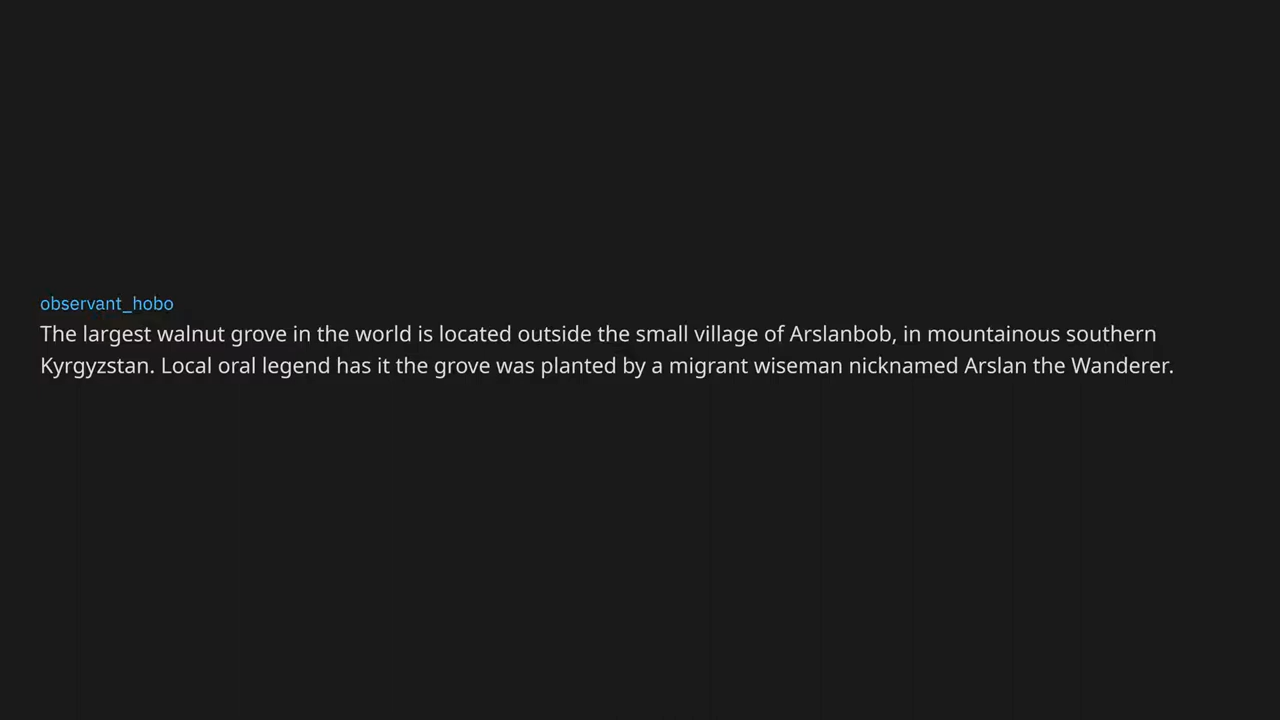 observant_hobo
The largest walnut grove in the world is located outside the small village of Arslanbob, in mountainous southern
Kyrgyzstan. Local oral legend has it the grove was planted by a migrant wiseman nicknamed Arslan the Wanderer.